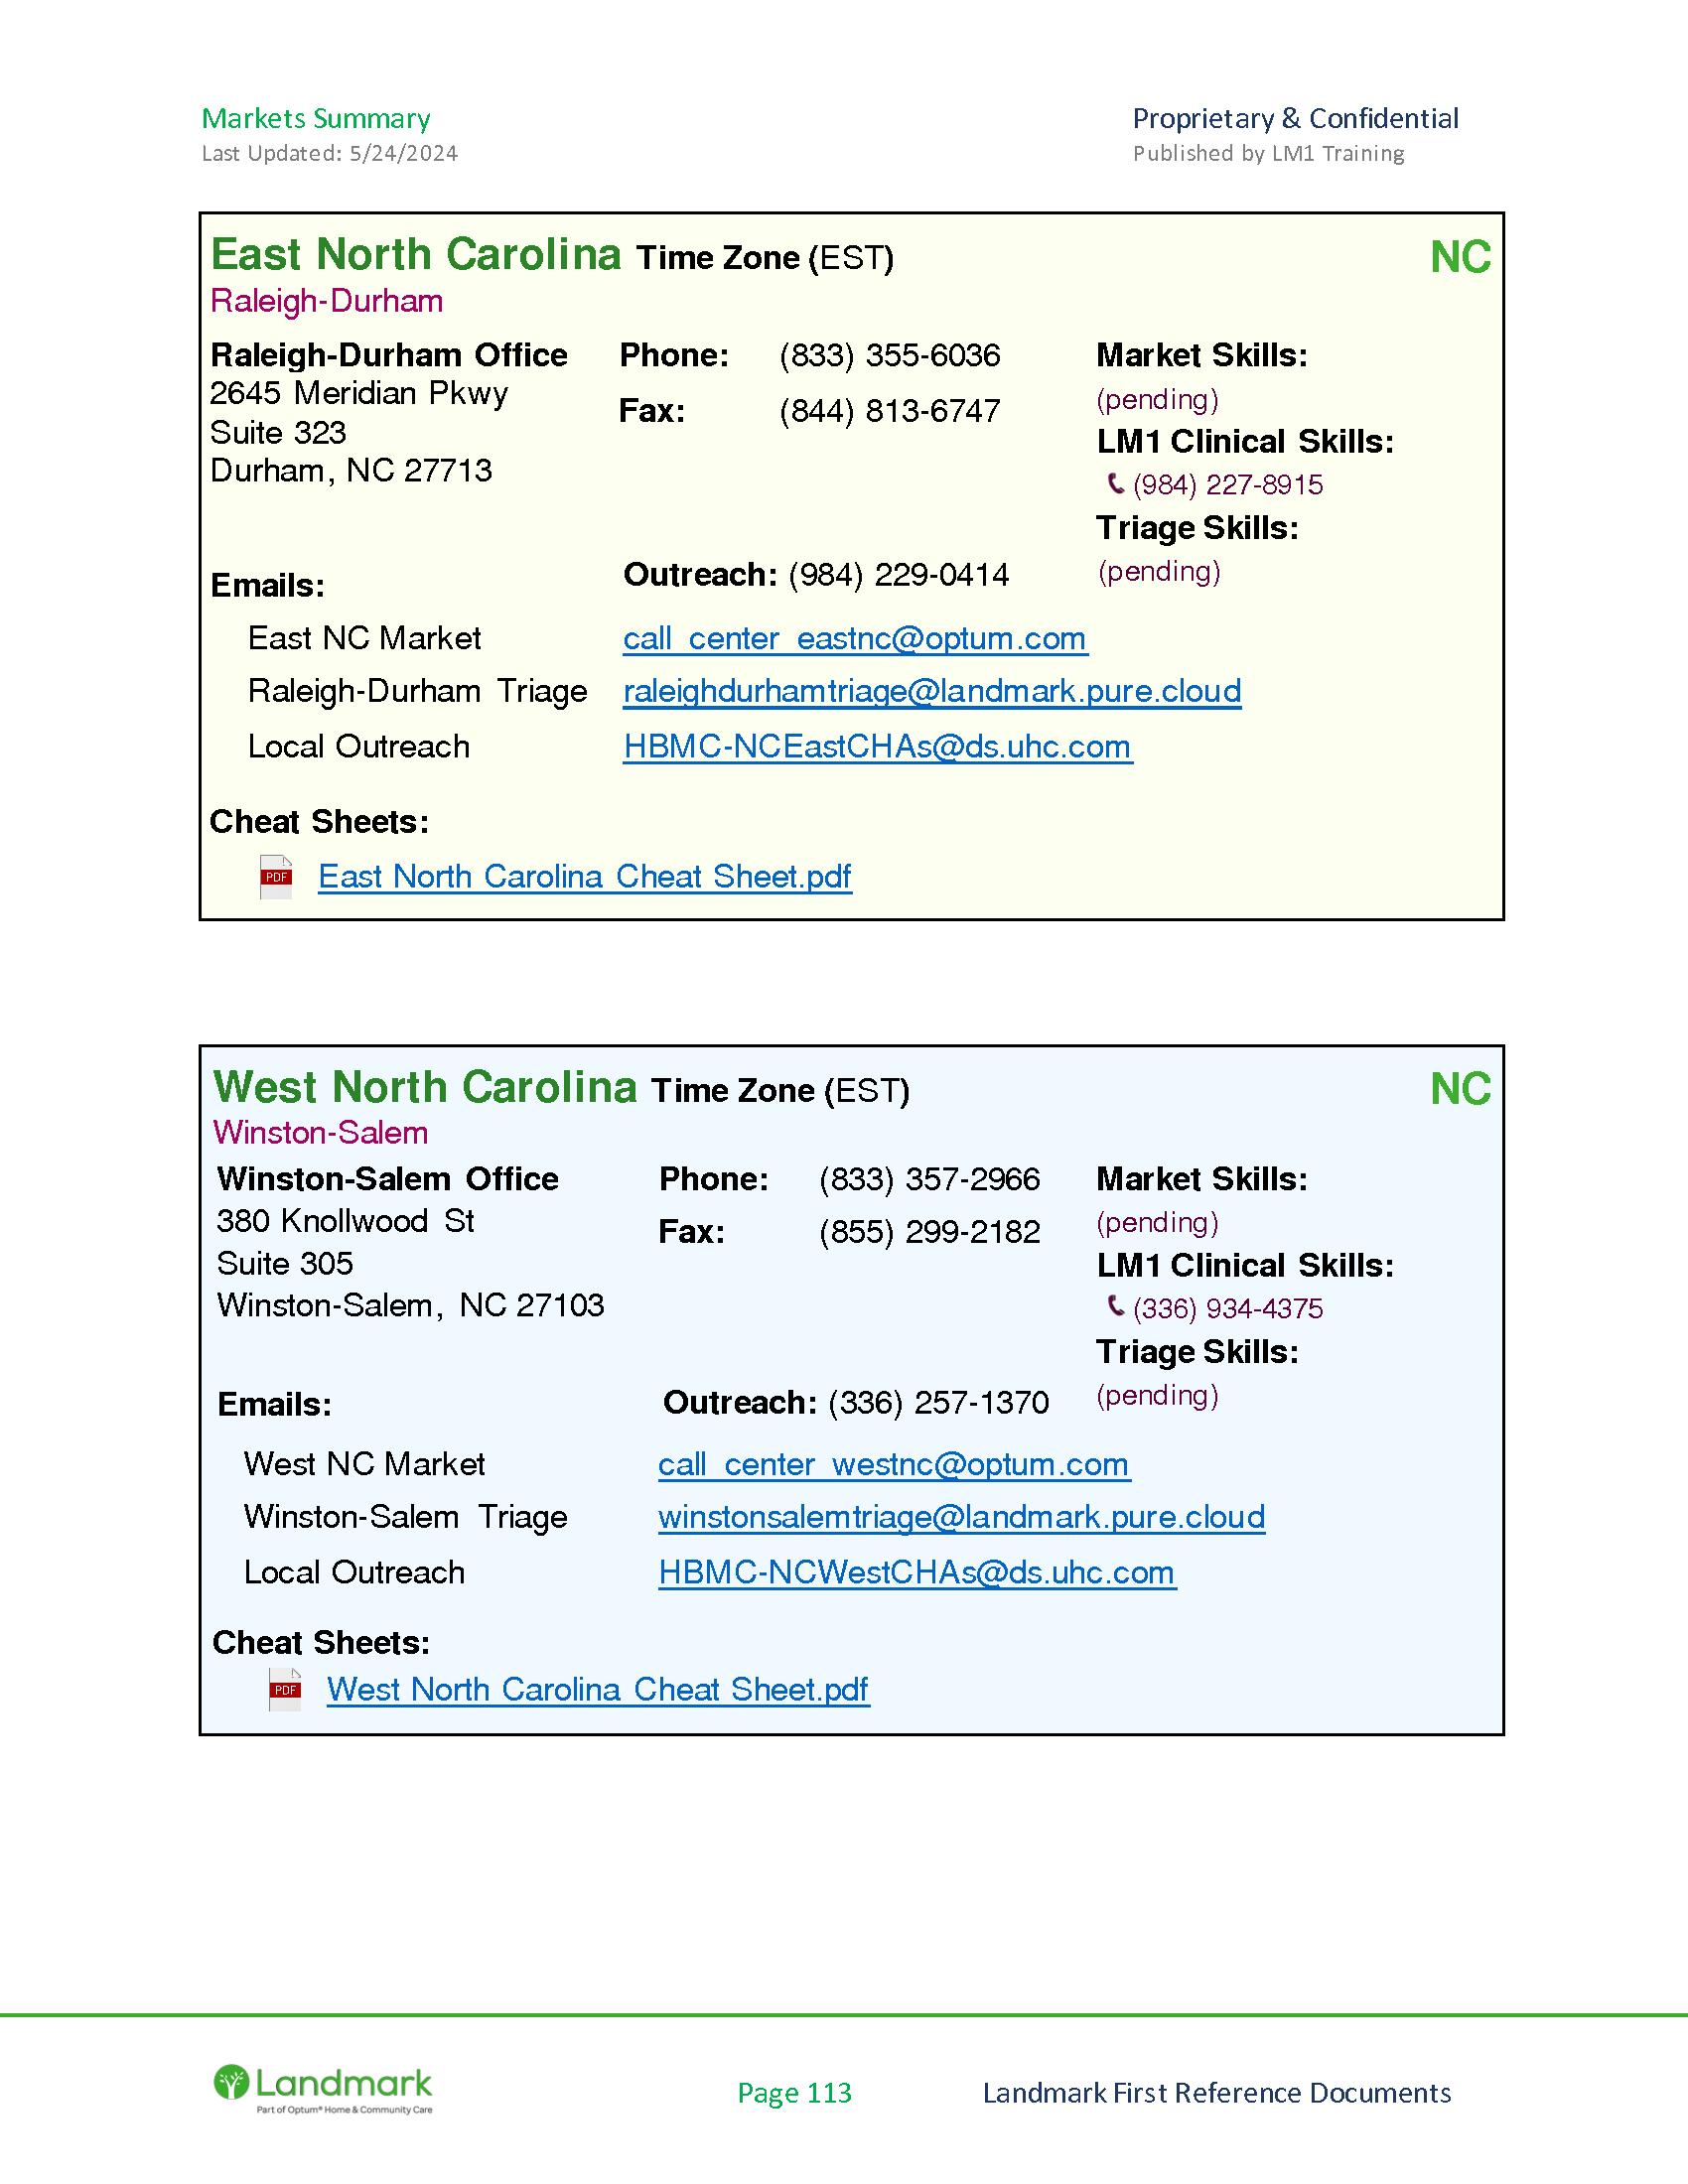 Markets Summary
Proprietary & Confidential
Last Updated: 5/24/2024
Published by LM1 Training
East North Carolina Time Zone (EST)
NC
Raleigh-Durham
Raleigh-Durham Office
2645 Meridian Pkwy
Suite 323
Durham, NC 27713
Phone: (833) 355-6036
Fax: (844) 813-6747
Market Skills:
(pending)
LM1 Clinical Skills:
(984) 227-8915
Triage Skills:
(pending)
Outreach: (984) 229-0414
Emails:
East NC Market call_center_eastnc@optum.com
Raleigh-Durham Triage raleighdurhamtriage@landmark.pure.cloud
Local Outreach HBMC-NCEastCHAs@ds.uhc.com
Cheat Sheets:
PDF East North Carolina Cheat Sheet.pdf
West North Carolina Time Zone (EST)
NC
Winston-Salem
Winston-Salem Office
380 Knollwood St
Suite 305
Winston-Salem, NC 27103
Phone: (833) 357-2966
Fax: (855) 299-2182
Market Skills:
(pending)
LM1 Clinical Skills:
(336) 934-4375
Triage Skills:
(pending)
Outreach: (336) 257-1370
Emails:
West NC Market call_center_westnc@optum.com
Winston-Salem Triage winstonsalemtriage@landmark.pure.cloud
Local Outreach HBMC-NCWestCHAs@ds.uhc.com
Cheat Sheets:
PDF West North Carolina Cheat Sheet.pdf
Landmark
Part of Optum® Home & Community Care
Page 113
Landmark First Reference Documents